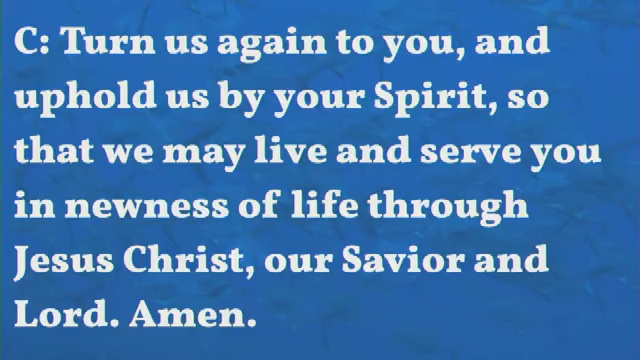 C: Turn us again to you, and
uphold us by your Spirit, so
that we may live and serve you
in newness of life through
Jesus Christ, our Savior and
Lord. Amen.